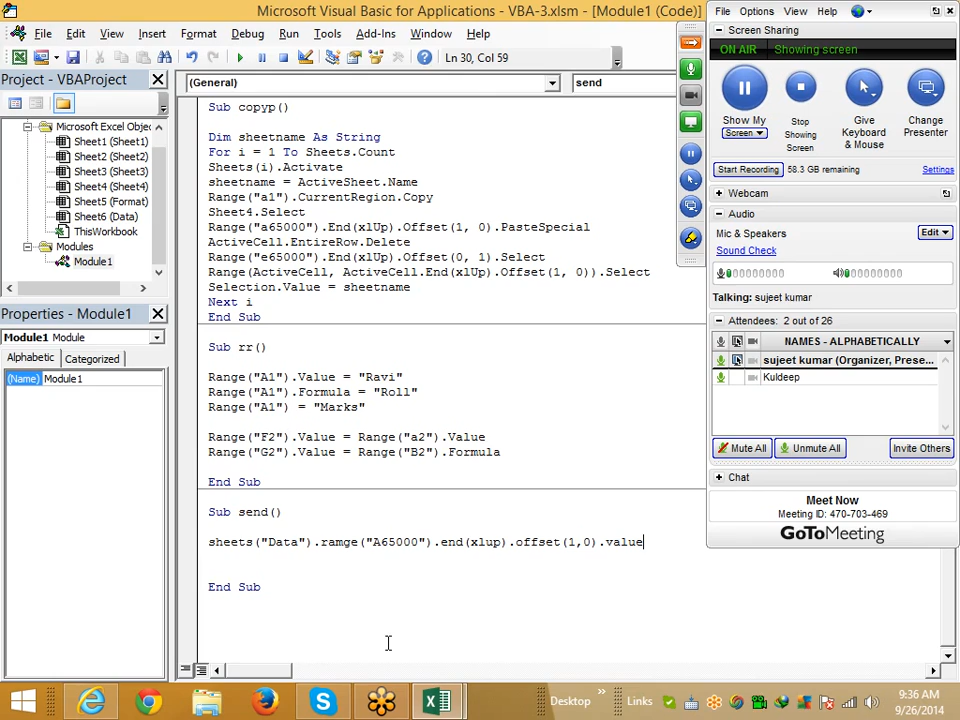 Microsoft Visual Basic for Applications - VBA-3.xlsm - [Module1 (Code)]
File Edit View Insert Format Debug Run Tools Add-Ins Window Help
Ln 30, Col 59
Project - VBAProject
(General)
send
Microsoft Excel Objec
Sheet1 (Sheet1)
Sheet2 (Sheet2)
Sheet3 (Sheet3)
Sheet4 (Sheet4)
Sheet5 (Format)
Sheet6 (Data)
ThisWorkbook
Modules
Module1
Properties - Module1
Module1 Module
Alphabetic Categorized
(Name) Module1
Sub copyp()
Dim sheetname As String
For i = 1 To Sheets.Count
Sheets(i).Activate
sheetname = ActiveSheet.Name
Range("a1").CurrentRegion.Copy
Sheet4.Select
Range("a65000").End(xlUp).Offset(1, 0).PasteSpecial
ActiveCell.EntireRow.Delete
Range("e65000").End(xlUp).Offset(0, 1).Select
Range(ActiveCell, ActiveCell.End(xlUp).Offset(1, 0)).Select
Selection.Value = sheetname
Next i
End Sub
Sub rr()
Range("A1").Value = "Ravi"
Range("A1").Formula = "Roll"
Range("A1") = "Marks"
Range("F2").Value = Range("a2").Value
Range("G2").Value = Range("B2").Formula
End Sub
Sub send()
sheets("Data").ramge("A65000").end(xlup).offset(1,0).value
End Sub
File Options View Help
Screen Sharing
ON AIR Showing screen
Show My
Screen
Stop
Showing
Screen
Give
Keyboard
& Mouse
Change
Presenter
Start Recording 58.3 GB remaining Settings
Webcam
Audio
Mic & Speakers Edit
Sound Check
Talking: sujeet kumar
Attendees: 2 out of 26
NAMES - ALPHABETICALLY
sujeet kumar (Organizer, Prese...
Kuldeep
Mute All Unmute All Invite Others
Chat
Meet Now
Meeting ID: 470-703-469
GoToMeeting
Desktop » Links
9:36 AM
9/26/2014